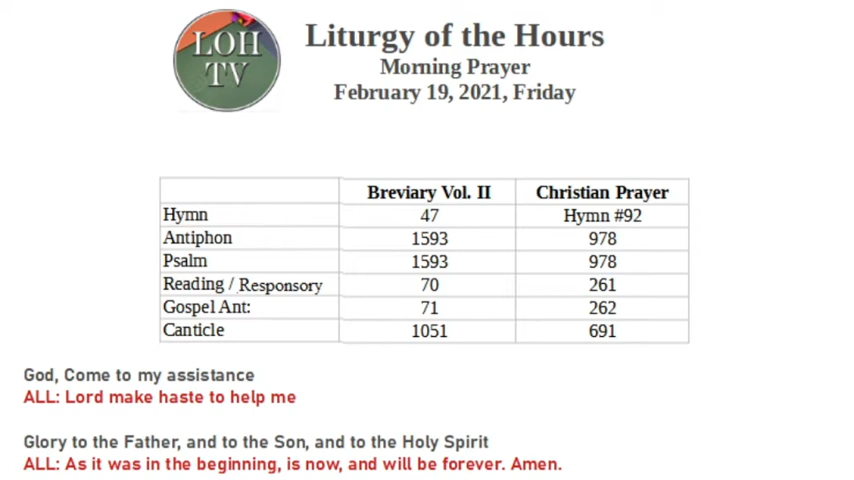 LOH
TV
Liturgy of the Hours
Morning Prayer
February 19, 2021, Friday
Breviary Vol. II Christian Prayer
Hymn 47 Hymn #92
Antiphon 1593 978
Psalm 1593 978
Reading / Responsory 70 261
Gospel Ant: 71 262
Canticle 1051 691
God, Come to my assistance
ALL: Lord make haste to help me
Glory to the Father, and to the Son, and to the Holy Spirit
ALL: As it was in the beginning, is now, and will be forever. Amen.